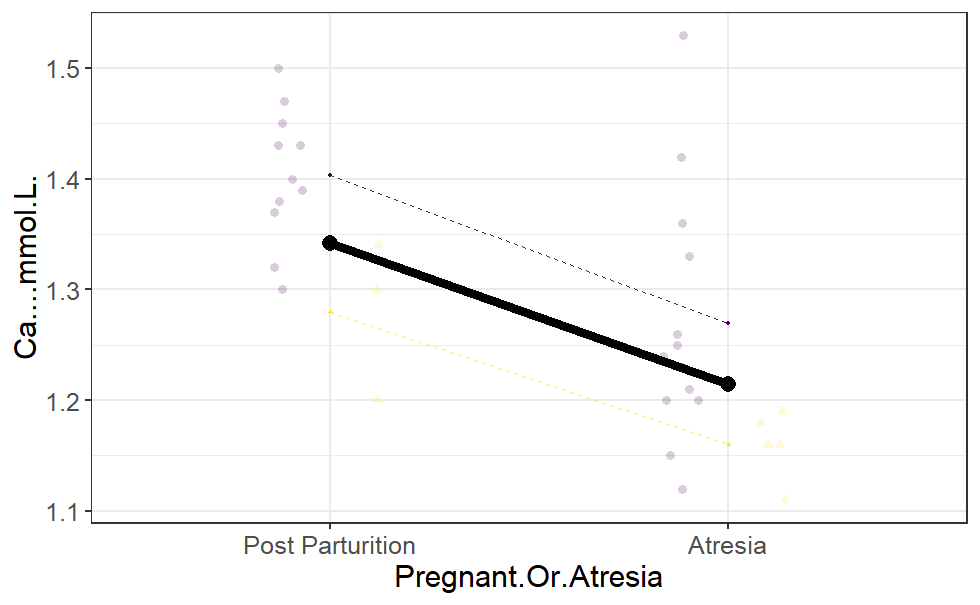 Ca....mmol.L.
1.5
1.4
1.3
1.2
1.1
Post Parturition
Atresia
Pregnant.Or.Atresia